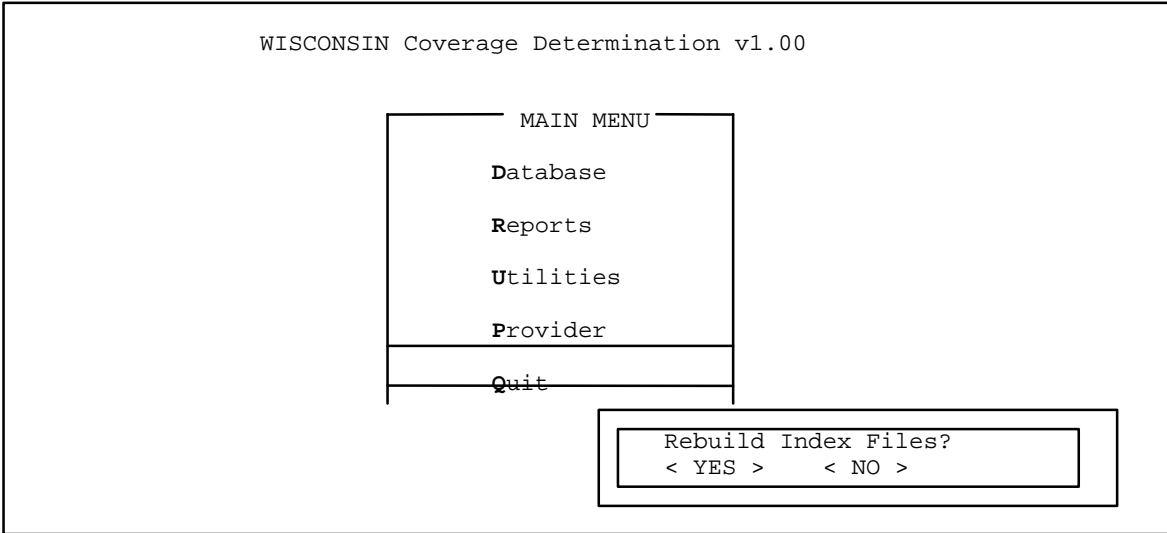 WISCONSIN Coverage Determination v1.00
MAIN MENU
Database
Reports
Utilities
Provider
Quit
Rebuild Index Files?
< YES > < NO >